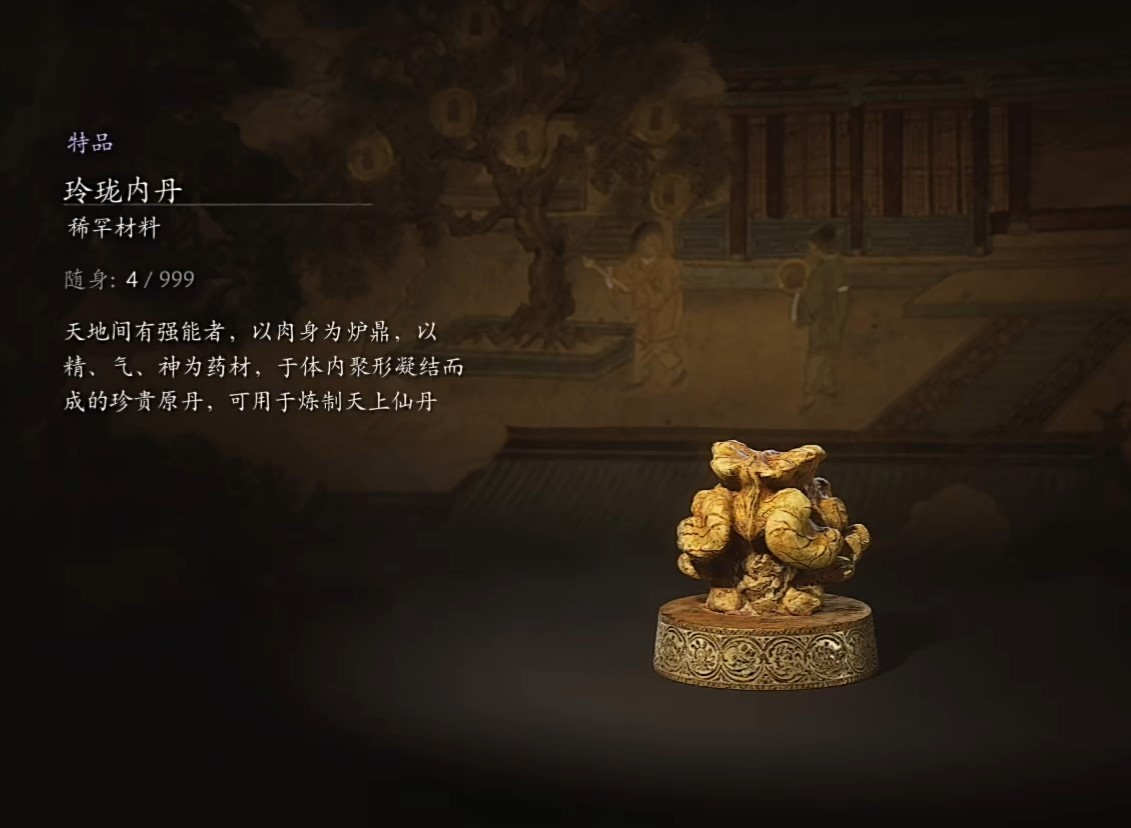 特品
玲珑内丹
稀罕材料
随身: 4 / 999
天地间有强能者，以肉身为炉鼎，以
精、气、神为药材，于体内聚形凝结而
成的珍贵原丹，可用于炼制天上仙丹